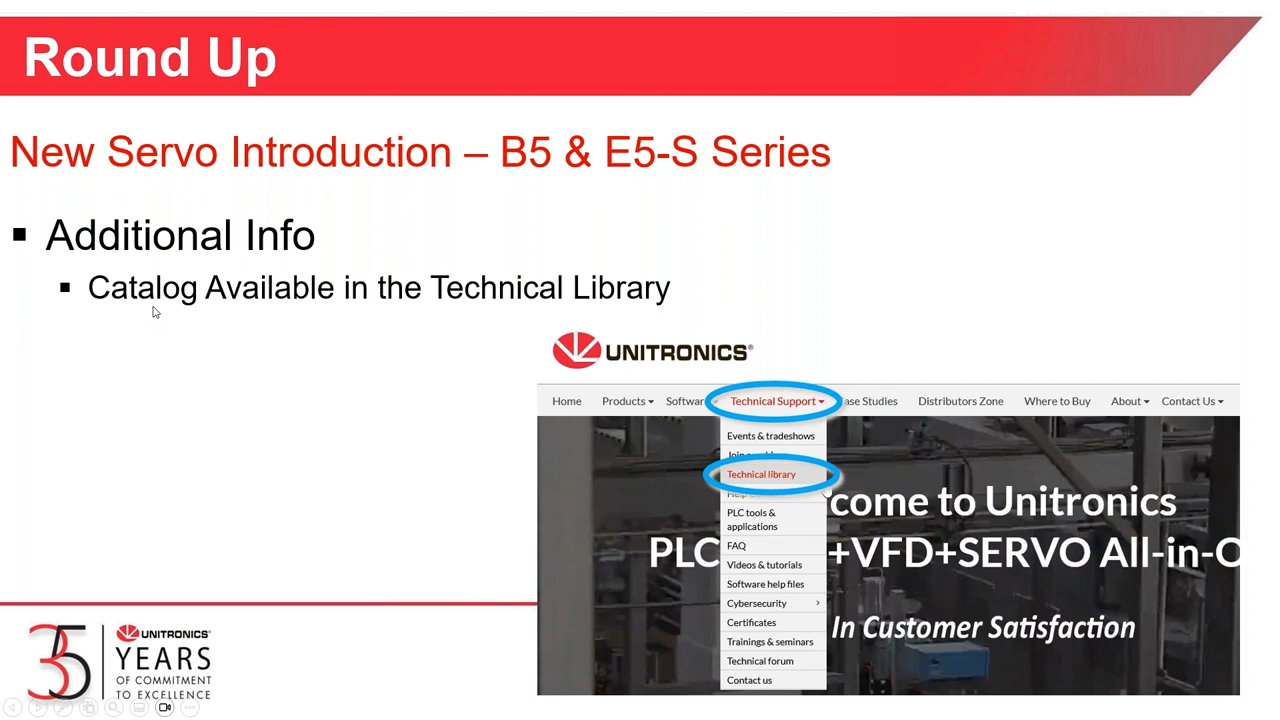 Round Up
New Servo Introduction – B5 & E5-S Series
▪ Additional Info
▪ Catalog Available in the Technical Library
UNITRONICS®
Home Products Software Technical Support Case Studies Distributors Zone Where to Buy About Contact Us
Events & tradeshows
Technical library
PLC tools &
applications
FAQ
Videos & tutorials
Software help files
Cybersecurity
Certificates
Trainings & seminars
Technical forum
Contact us
come to Unitronics
PLC +VFD+SERVO All-in-O
In Customer Satisfaction
35
UNITRONICS®
YEARS
OF COMMITMENT
TO EXCELLENCE